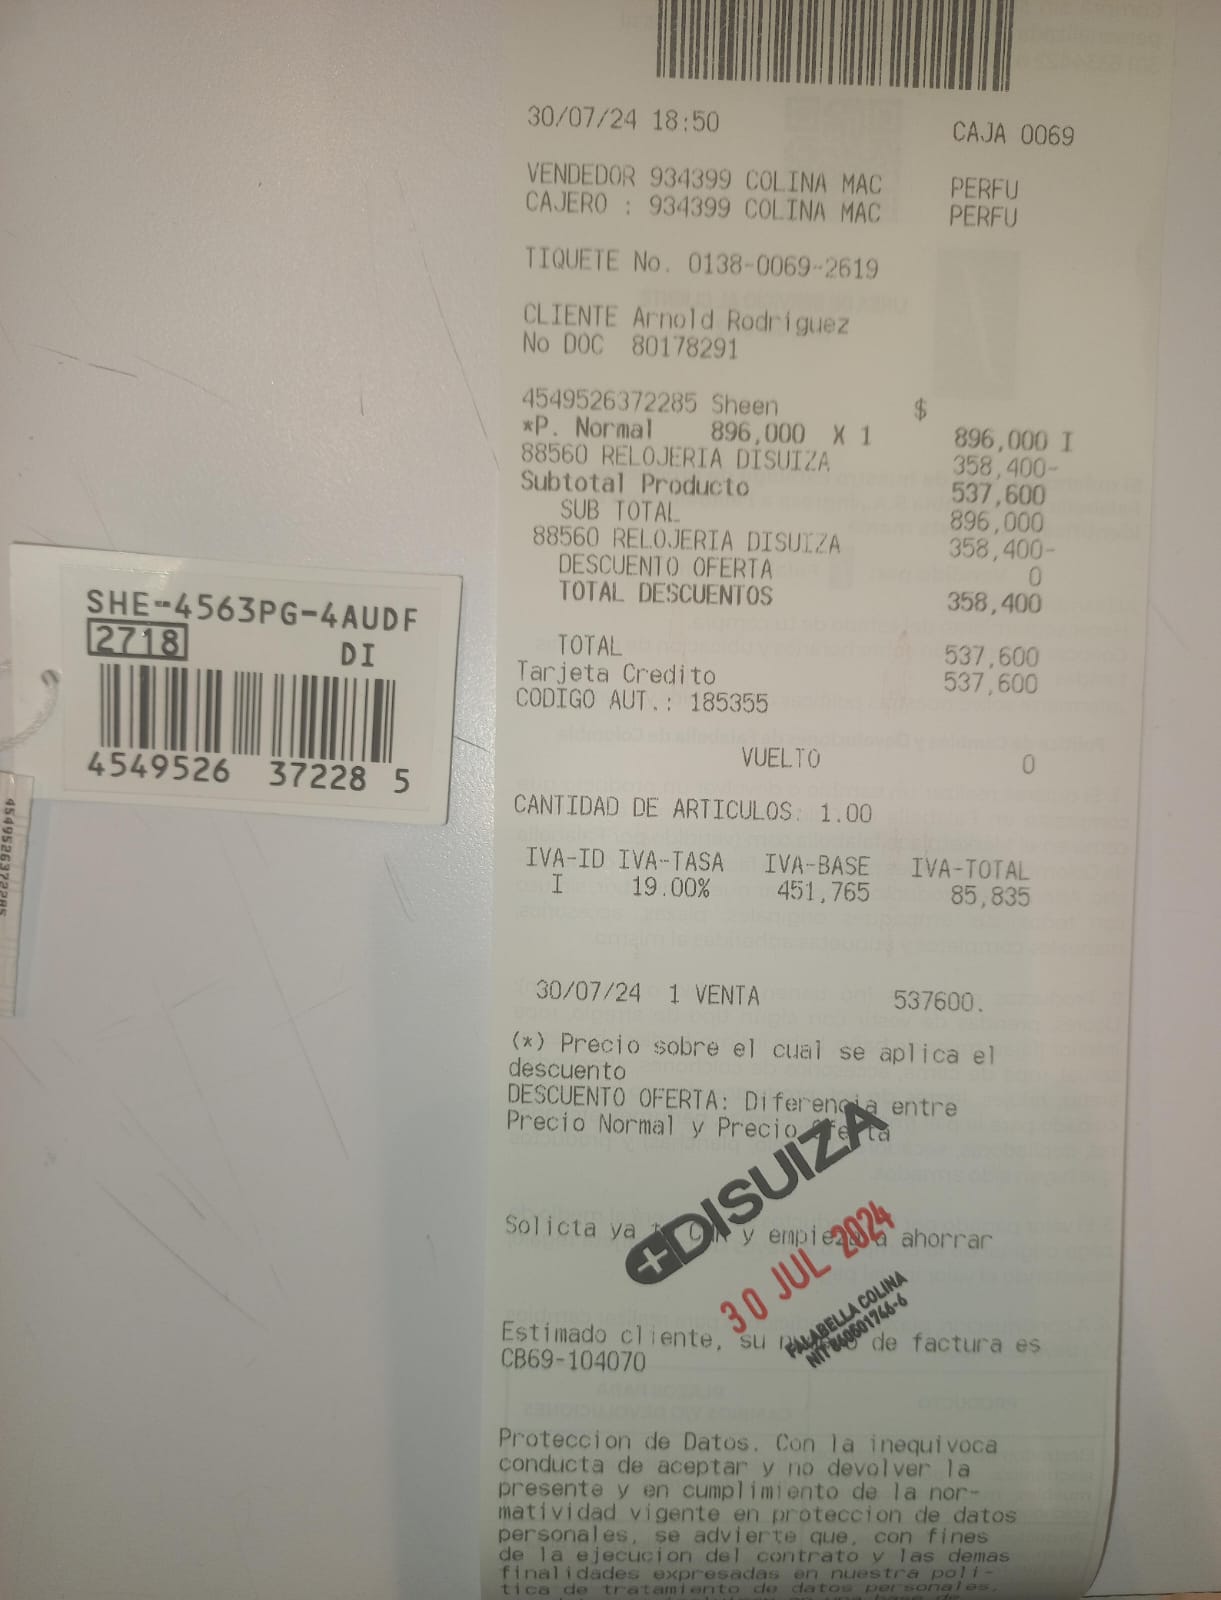 30/07/24 18:50 CAJA 0069
VENDEDOR 934399 COLINA MAC PERFU
CAJERO : 934399 COLINA MAC PERFU
TIQUETE No. 0138-0069-2619
CLIENTE Arnold Rodriguez
No DOC 80178291
4549526372285 Sheen $
*P. Normal 896,000 X 1 896,000 I
88560 RELOJERIA DISUIZA 358,400-
Subtotal Producto 537,600
SUB TOTAL 896,000
88560 RELOJERIA DISUIZA 358,400-
DESCUENTO OFERTA 0
TOTAL DESCUENTOS 358,400
TOTAL 537,600
Tarjeta Credito 537,600
CODIGO AUT.: 185355
VUELTO 0
CANTIDAD DE ARTICULOS: 1.00
IVA-ID IVA-TASA IVA-BASE IVA-TOTAL
I 19.00% 451,765 85,835
30/07/24 1 VENTA 537600.
(*) Precio sobre el cual se aplica el
descuento
DESCUENTO OFERTA: Diferencia entre
Precio Normal y Precio Oferta
DISUIZA
30 JUL 2024
FALABELLA COLINA
Solicta ya y empieza a ahorrar
Estimado cliente, su de factura es
CB69-104070
Proteccion de Datos. Con la inequivoca
conducta de aceptar y no devolver la
presente y en cumplimiento de la nor-
matividad vigente en proteccion de datos
personales, se advierte que, con fines
de la ejecucion del contrato y las demas
finalidades expresadas en nuestra poli-
tica de tratamiento de datos personales,
SHE-4563PG-4AUDF
2718 DI
4549526 37228 5
4549526372285